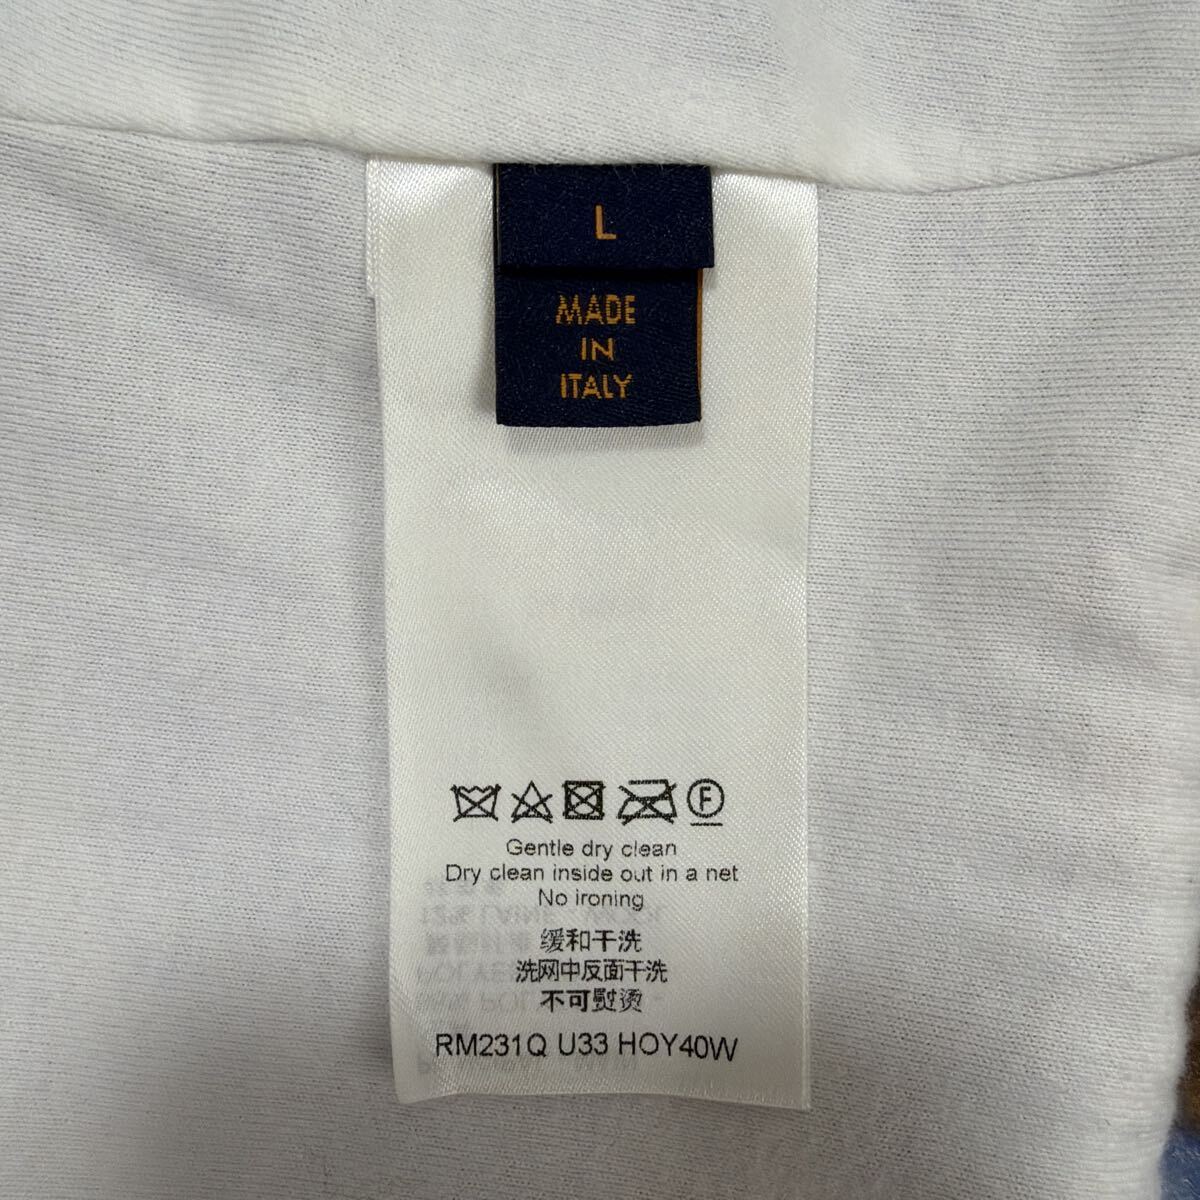 L
MADE
IN
ITALY
F
Gentle dry clean
Dry clean inside out in a net
No ironing
缓和干洗
洗网中反面干洗
不可熨烫
RM231Q U33 HOY40W